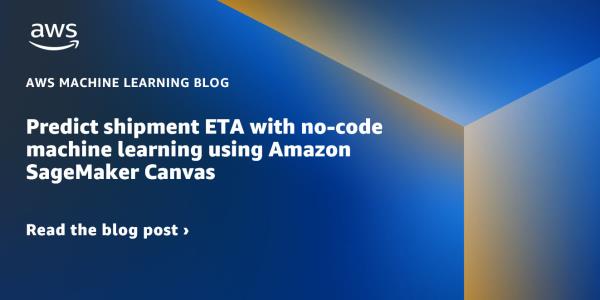 aws
AWS MACHINE LEARNING BLOG
Predict shipment ETA with no-code
machine learning using Amazon
SageMaker Canvas
Read the blog post ›